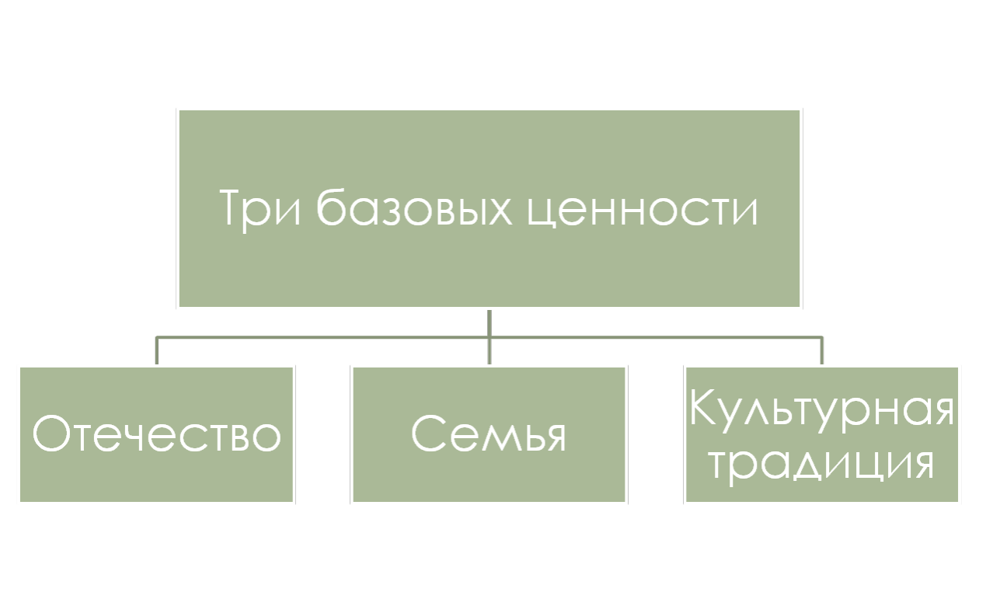 Три базовых ценности
Отечество
Семья
Культурная
традиция